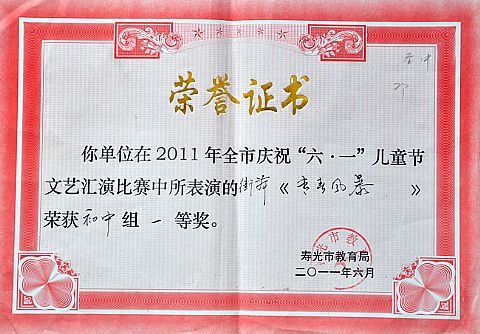 荣誉证书
你单位在2011年全市庆祝“六·一”儿童节
文艺汇演比赛中所表演的街舞《青春风暴》
荣获初中组一等奖。
寿光市教育局
二〇一一年六月